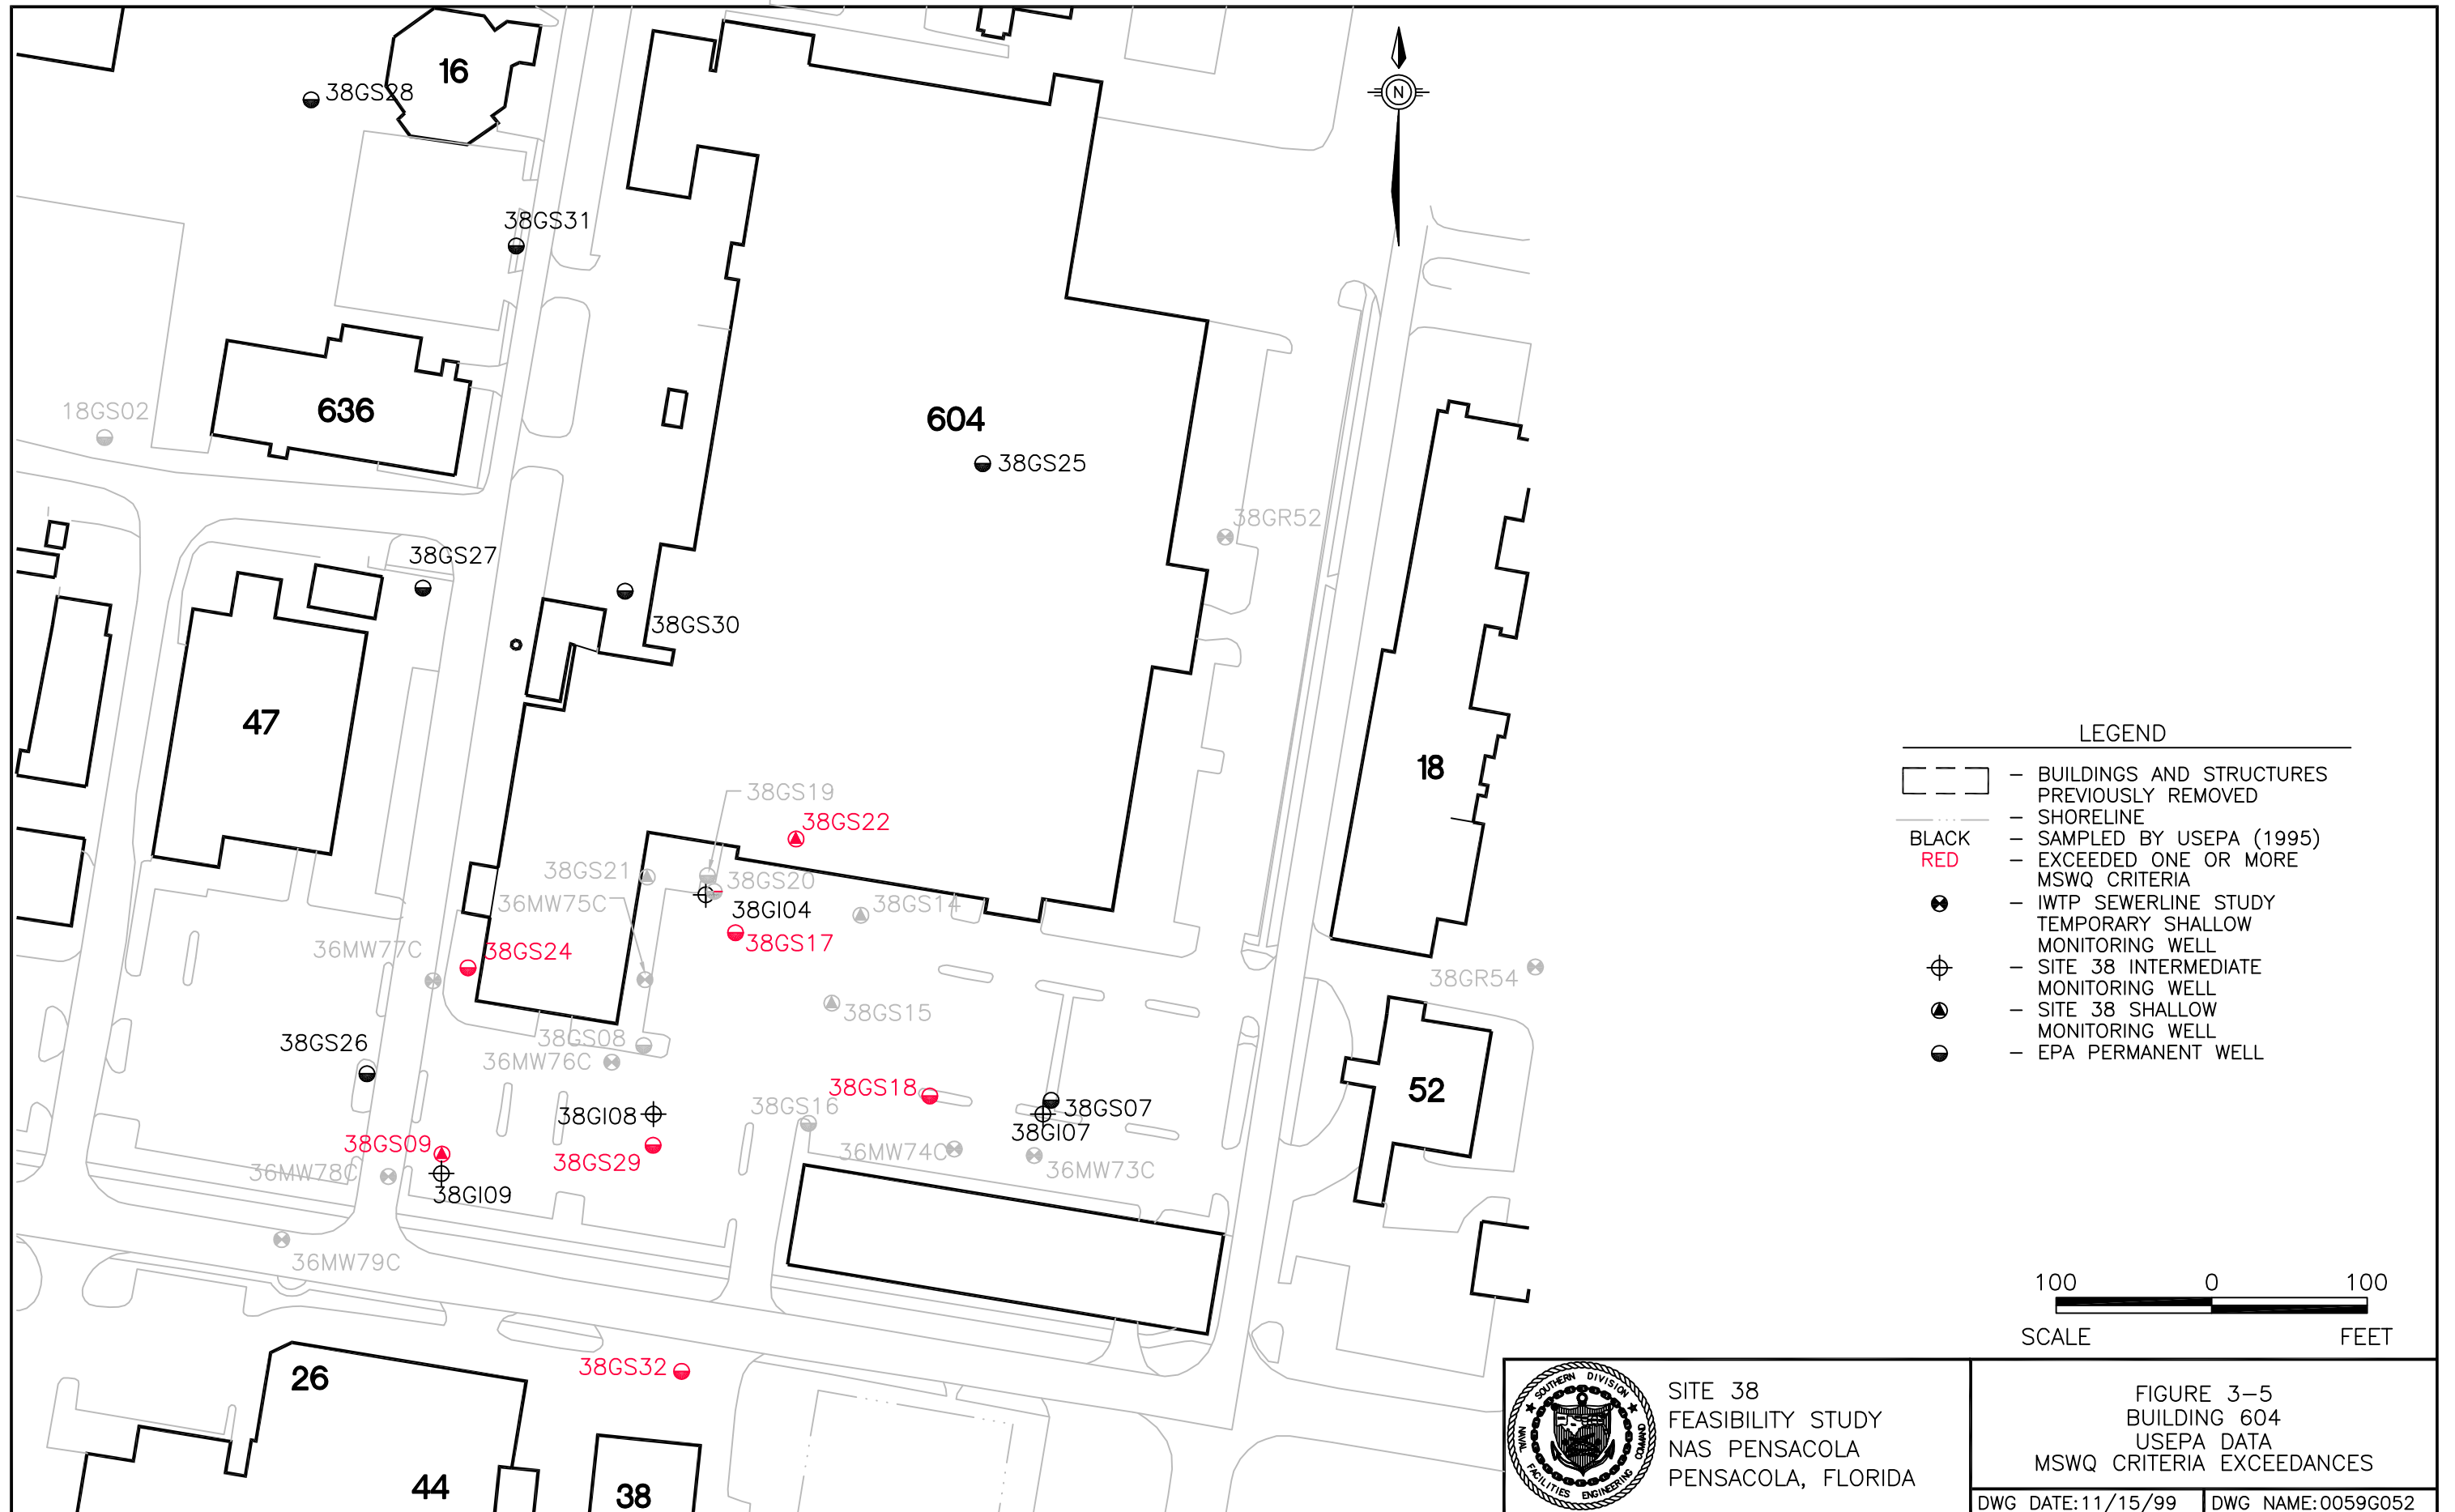 16
38GS28
N
38GS31
18GS02
636
604
38GS25
38GR52
38GS27
38GS30
47
18
38GS19
38GS22
38GS21
38GS20
36MW75C
38GI04
38GS14
38GS17
36MW77C
38GS24
38GR54
38GS15
38GS26
38GS08
36MW76C
38GS18
38GS07
52
38GI08
38GS16
38GI07
38GS09
36MW74C
38GS29
36MW73C
36MW78C
38GI09
36MW79C
38GS32
26
44
38
LEGEND
– BUILDINGS AND STRUCTURES
PREVIOUSLY REMOVED
– SHORELINE
BLACK – SAMPLED BY USEPA (1995)
RED – EXCEEDED ONE OR MORE
MSWQ CRITERIA
– IWTP SEWERLINE STUDY
TEMPORARY SHALLOW
MONITORING WELL
– SITE 38 INTERMEDIATE
MONITORING WELL
– SITE 38 SHALLOW
MONITORING WELL
– EPA PERMANENT WELL
100 0 100
SCALE FEET
SOUTHERN DIVISION
NAVAL FACILITIES ENGINEERING COMMAND
SITE 38
FEASIBILITY STUDY
NAS PENSACOLA
PENSACOLA, FLORIDA
FIGURE 3–5
BUILDING 604
USEPA DATA
MSWQ CRITERIA EXCEEDANCES
DWG DATE:11/15/99
DWG NAME:0059G052